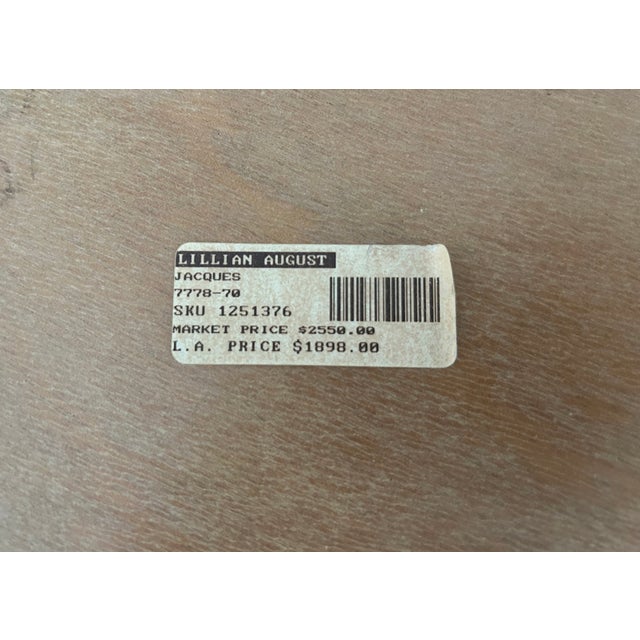 LILLIAN AUGUST
JACQUES
7778-70
SKU 1251376
MARKET PRICE $2550.00
L.A. PRICE $1898.00